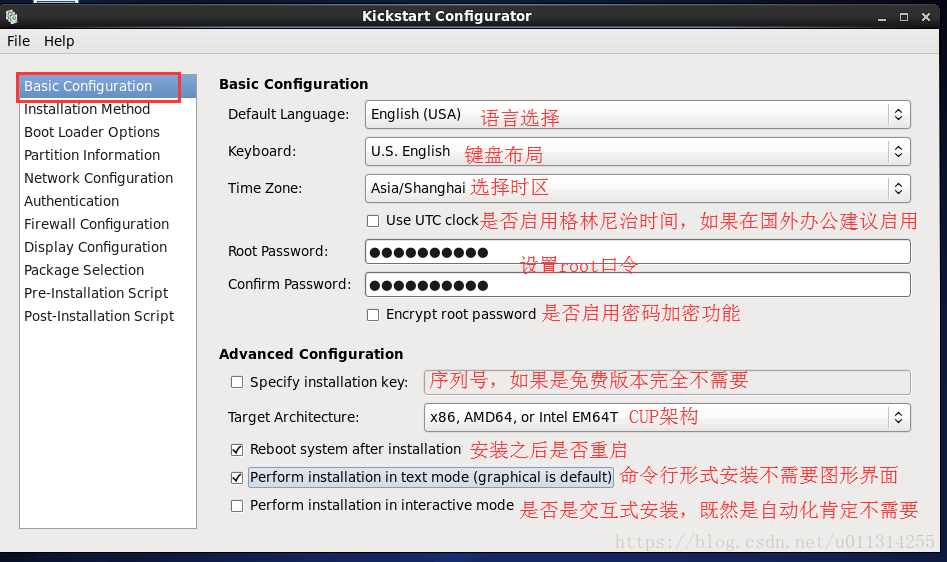 Kickstart Configurator
File Help
Basic Configuration
Installation Method
Boot Loader Options
Partition Information
Network Configuration
Authentication
Firewall Configuration
Display Configuration
Package Selection
Pre-Installation Script
Post-Installation Script
Basic Configuration
Default Language: English (USA) 语言选择
Keyboard: U.S. English 键盘布局
Time Zone: Asia/Shanghai 选择时区
Use UTC clock 是否启用格林尼治时间，如果在国外办公建议启用
Root Password: ●●●●●●●●●●
设置root口令
Confirm Password: ●●●●●●●●●●
Encrypt root password 是否启用密码加密功能
Advanced Configuration
Specify installation key: 序列号，如果是免费版本完全不需要
Target Architecture: x86, AMD64, or Intel EM64T CUP架构
Reboot system after installation 安装之后是否重启
Perform installation in text mode (graphical is default) 命令行形式安装不需要图形界面
Perform installation in interactive mode 是否是交互式安装，既然是自动化肯定不需要
https://blog.csdn.net/u011314255